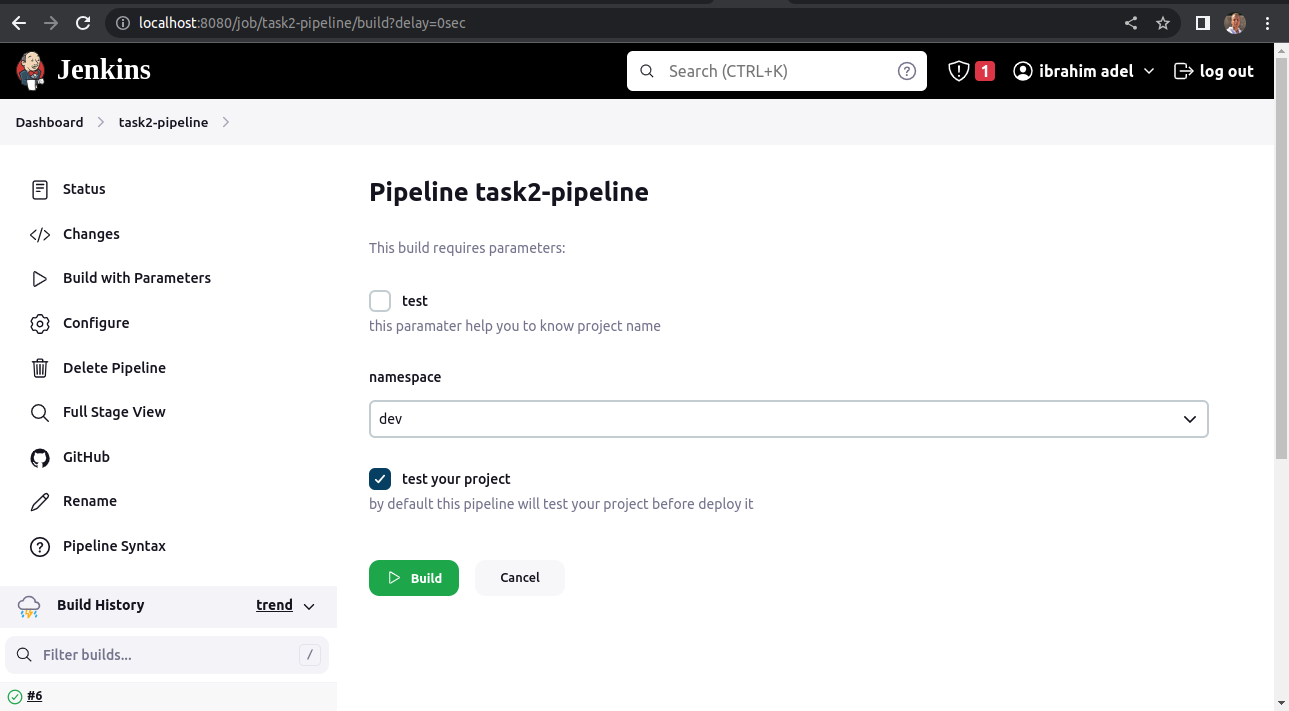 localhost:8080/job/task2-pipeline/build?delay=0sec
Jenkins
Search (CTRL+K)
?
1
ibrahim adel
log out
Dashboard
task2-pipeline
Status
Changes
Build with Parameters
Configure
Delete Pipeline
Full Stage View
GitHub
Rename
Pipeline Syntax
Build History
trend
Filter builds...
/
#6
Pipeline task2-pipeline
This build requires parameters:
test
this paramater help you to know project name
namespace
dev
test your project
by default this pipeline will test your project before deploy it
Build
Cancel